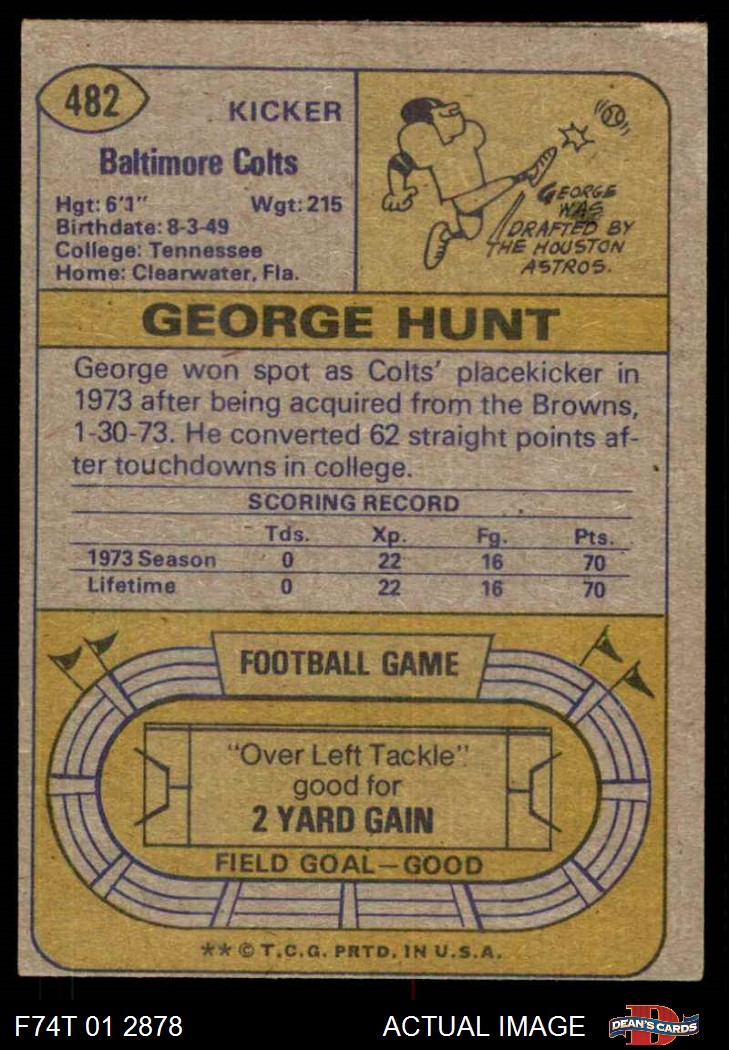 482
KICKER
Baltimore Colts
Hgt: 6'1" Wgt: 215
Birthdate: 8-3-49
College: Tennessee
Home: Clearwater, Fla.
GEORGE
WAS
DRAFTED BY
THE HOUSTON
ASTROS.
GEORGE HUNT
George won spot as Colts' placekicker in
1973 after being acquired from the Browns,
1-30-73. He converted 62 straight points af-
ter touchdowns in college.
SCORING RECORD
Tds. Xp. Fg. Pts.
1973 Season 0 22 16 70
Lifetime 0 22 16 70
FOOTBALL GAME
"Over Left Tackle"
good for
2 YARD GAIN
FIELD GOAL—GOOD
** © T.C.G. PRTD. IN U.S.A.
F74T 01 2878 ACTUAL IMAGE D DEAN'S CARDS